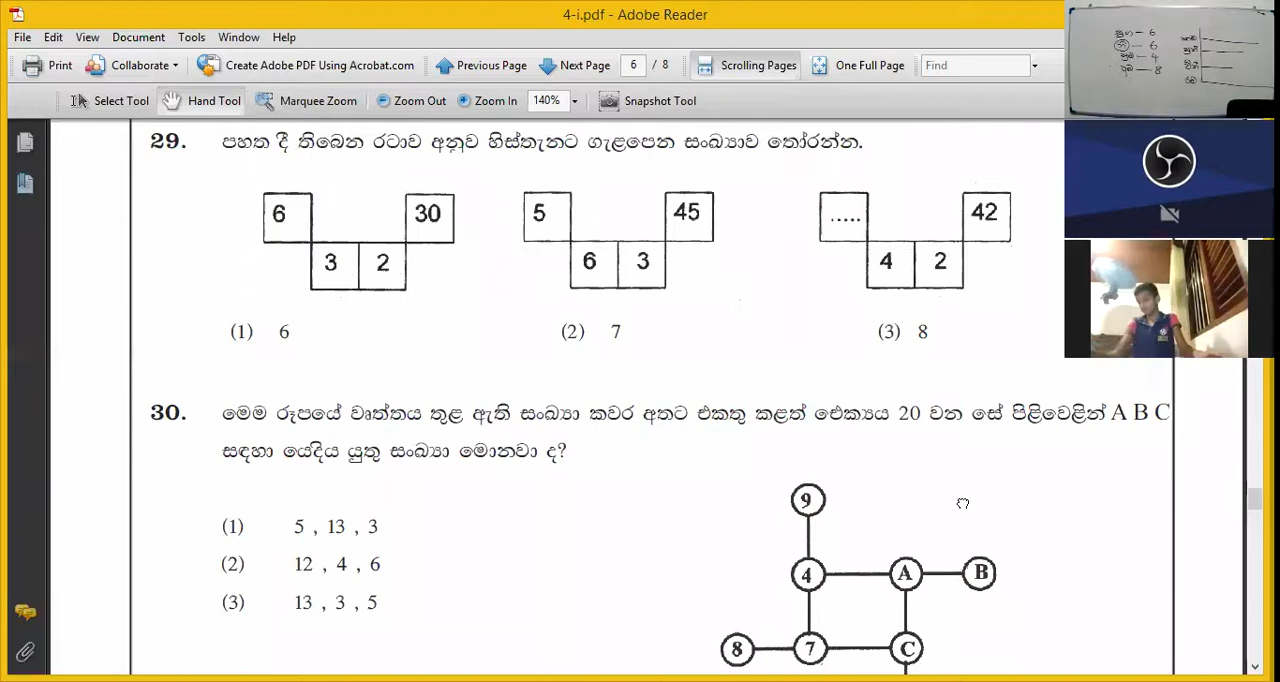 4-i.pdf - Adobe Reader
File Edit View Document Tools Window Help
Print Collaborate Create Adobe PDF Using Acrobat.com Previous Page Next Page 6 / 8 Scrolling Pages One Full Page Find
Select Tool Hand Tool Marquee Zoom Zoom Out Zoom In 140% Snapshot Tool
29. පහත දී තිබෙන රටාව අනුව හිස්තැනට ගැළපෙන සංඛ්‍යාව තෝරන්න.
6 30 5 45 ..... 42
3 2 6 3 4 2
(1) 6 (2) 7 (3) 8
30. මෙම රූපයේ වෘත්තය තුළ ඇති සංඛ්‍යා කවර අතට එකතු කළත් ඓක්‍යය 20 වන සේ පිළිවෙළින් A B C
සඳහා යෙදිය යුතු සංඛ්‍යා මොනවා ද?
9
(1) 5 , 13 , 3
(2) 12 , 4 , 6
4 A B
(3) 13 , 3 , 5
8 7 C